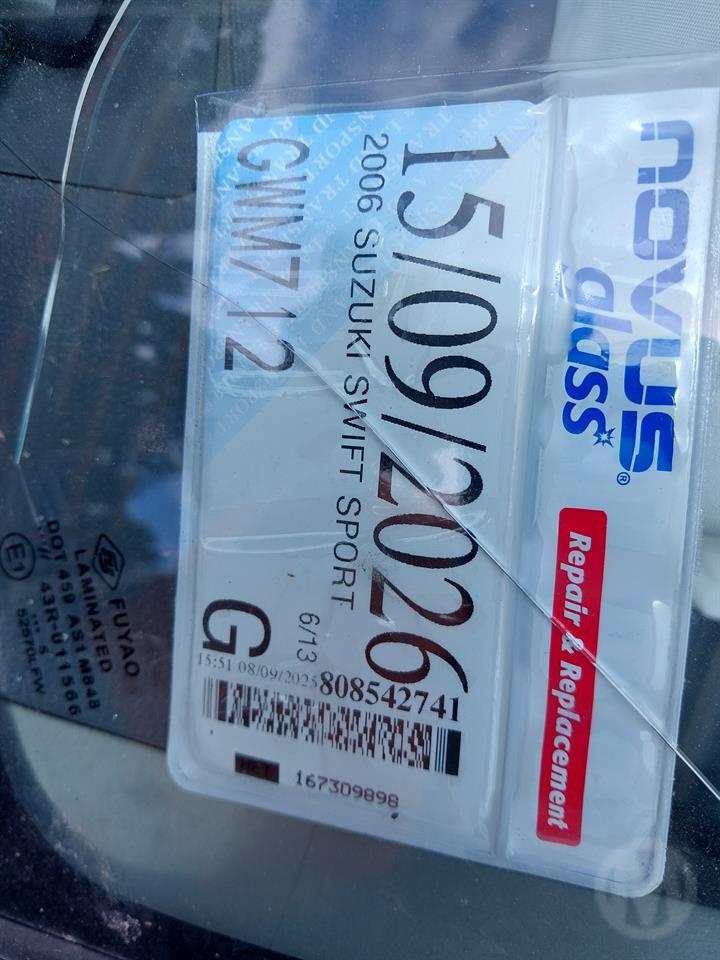 novus
glass®
Repair & Replacement
15/09/2026
2006 SUZUKI SWIFT SPORT
GWM712
6/13
G
15:51 08/09/2025
808542741
167309898
FUYAO
LAMINATED
DOT 459 AS1 M848
43R-011566
E1
M